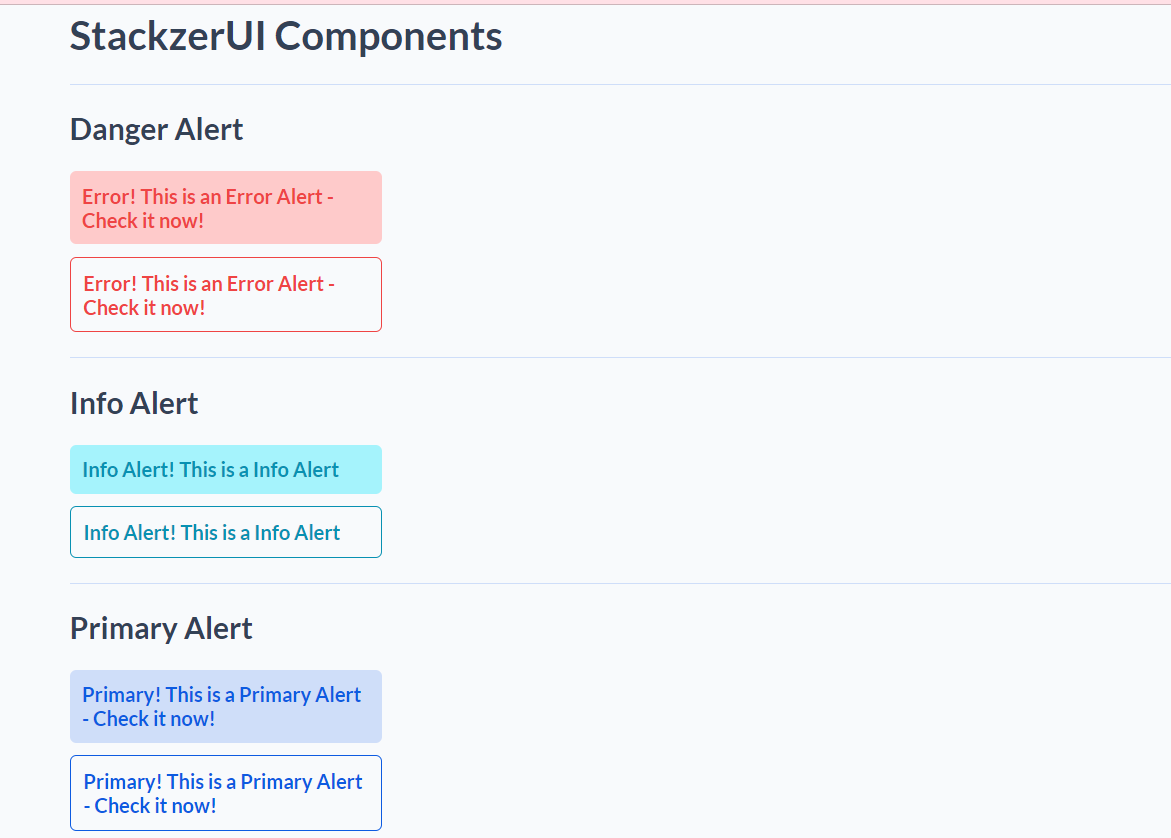 StackzerUI Components
Danger Alert
Error! This is an Error Alert -
Check it now!
Error! This is an Error Alert -
Check it now!
Info Alert
Info Alert! This is a Info Alert
Info Alert! This is a Info Alert
Primary Alert
Primary! This is a Primary Alert
- Check it now!
Primary! This is a Primary Alert
- Check it now!